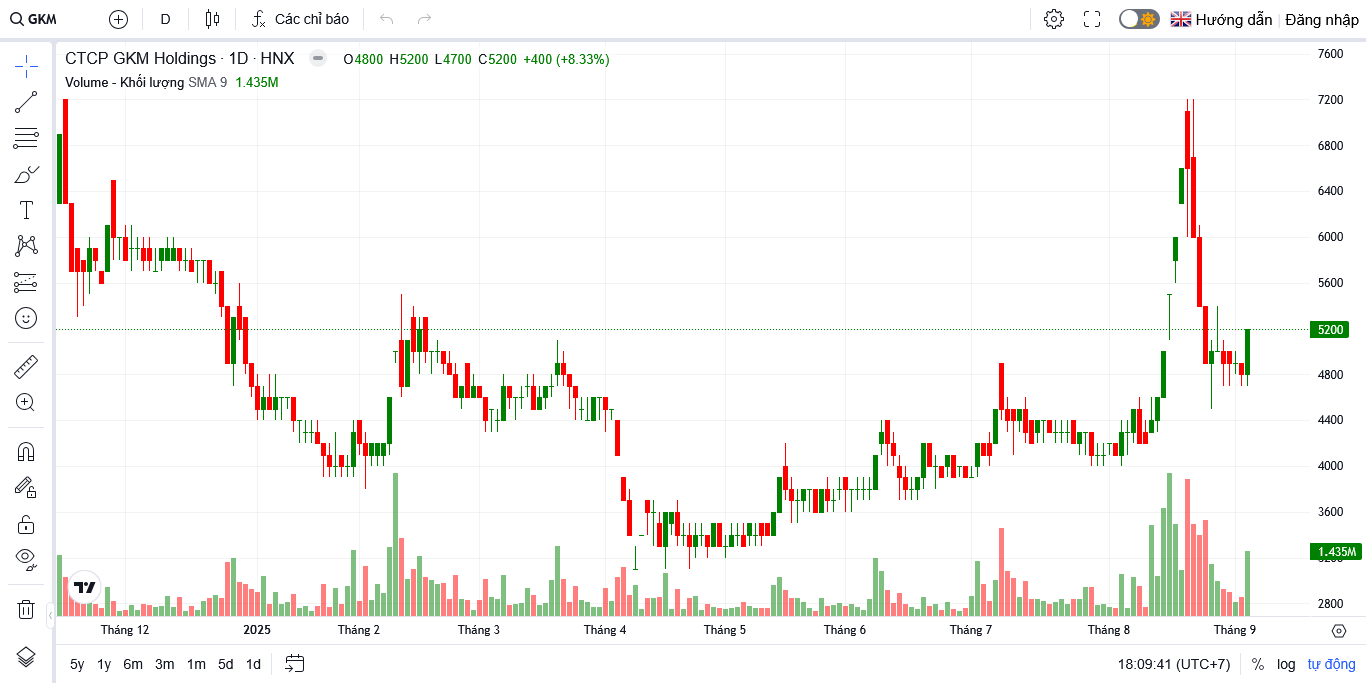 GKM D Các chỉ báo Hướng dẫn Đăng nhập
CTCP GKM Holdings · 1D · HNX O4800 H5200 L4700 C5200 +400 (+8.33%)
Volume - Khối lượng SMA 9 1.435M
7600
7200
6800
6400
6000
5600
5200
4800
4400
4000
3600
1.435M
2800
Tháng 12 2025 Tháng 2 Tháng 3 Tháng 4 Tháng 5 Tháng 6 Tháng 7 Tháng 8 Tháng 9
5y 1y 6m 3m 1m 5d 1d 18:09:41 (UTC+7) % log tự động